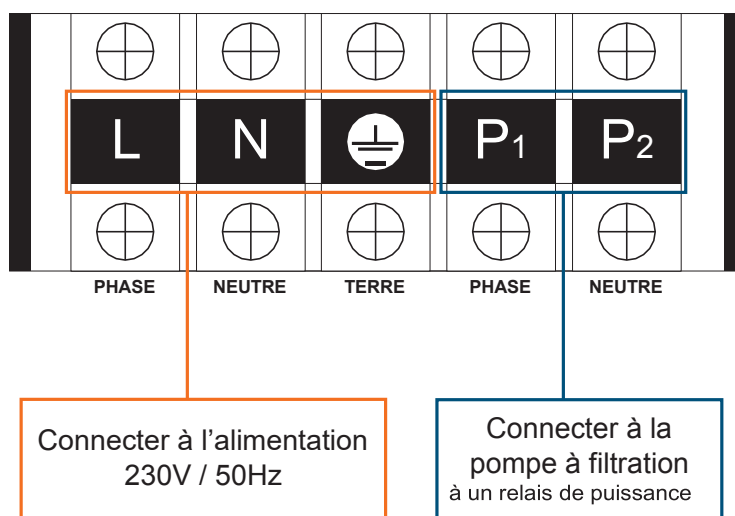 L N P1 P2
PHASE NEUTRE TERRE PHASE NEUTRE
Connecter à l’alimentation
230V / 50Hz
Connecter à la
pompe à filtration
à un relais de puissance